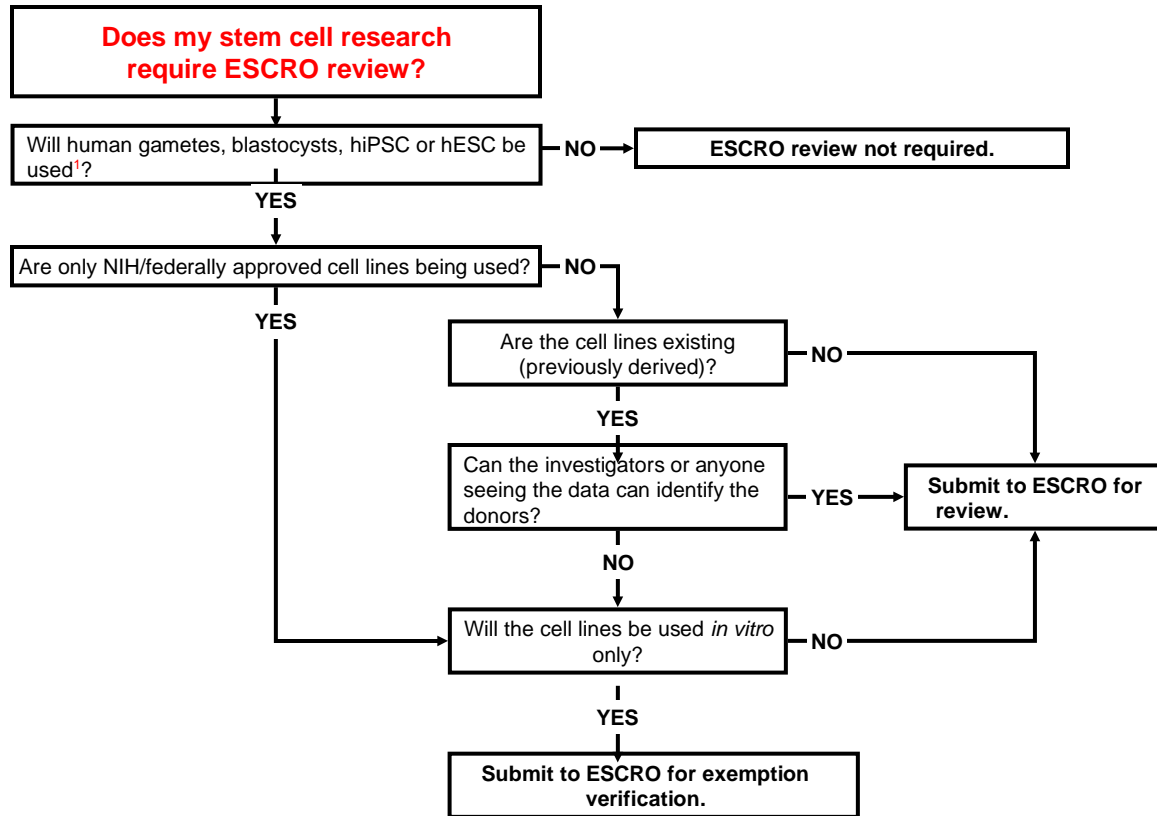 Does my stem cell research
require ESCRO review?
Will human gametes, blastocysts, hiPSC or hESC be
used1?
NO
ESCRO review not required.
YES
Are only NIH/federally approved cell lines being used?
NO
YES
Are the cell lines existing
(previously derived)?
NO
YES
Can the investigators or anyone
seeing the data can identify the
donors?
YES
Submit to ESCRO for
review.
NO
Will the cell lines be used in vitro
only?
NO
YES
Submit to ESCRO for exemption
verification.